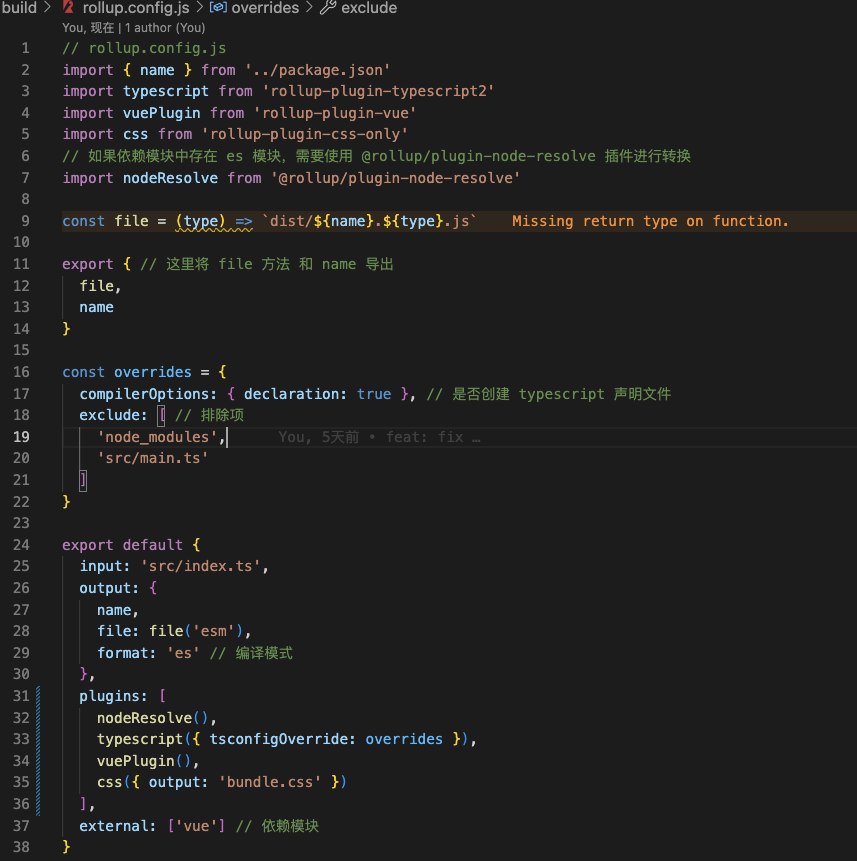 build > rollup.config.js > overrides > exclude
You, 现在 | 1 author (You)
1 // rollup.config.js
2 import { name } from '../package.json'
3 import typescript from 'rollup-plugin-typescript2'
4 import vuePlugin from 'rollup-plugin-vue'
5 import css from 'rollup-plugin-css-only'
6 // 如果依赖模块中存在 es 模块，需要使用 @rollup/plugin-node-resolve 插件进行转换
7 import nodeResolve from '@rollup/plugin-node-resolve'
8
9 const file = (type) => `dist/${name}.${type}.js` Missing return type on function.
10
11 export { // 这里将 file 方法 和 name 导出
12 file,
13 name
14 }
15
16 const overrides = {
17 compilerOptions: { declaration: true }, // 是否创建 typescript 声明文件
18 exclude: [ // 排除项
19 'node_modules', You, 5天前 • feat: fix …
20 'src/main.ts'
21 ]
22 }
23
24 export default {
25 input: 'src/index.ts',
26 output: {
27 name,
28 file: file('esm'),
29 format: 'es' // 编译模式
30 },
31 plugins: [
32 nodeResolve(),
33 typescript({ tsconfigOverride: overrides }),
34 vuePlugin(),
35 css({ output: 'bundle.css' })
36 ],
37 external: ['vue'] // 依赖模块
38 }